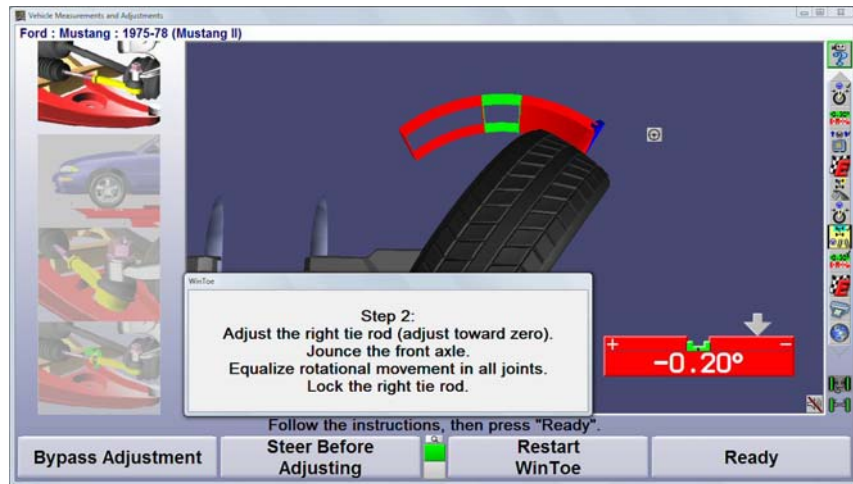 Vehicle Measurements and Adjustments
Ford : Mustang : 1975-78 (Mustang II)
WinToe
Step 2:
Adjust the right tie rod (adjust toward zero).
Jounce the front axle.
Equalize rotational movement in all joints.
Lock the right tie rod.
+ −
-0.20°
Follow the instructions, then press "Ready".
Bypass Adjustment
Steer Before
Adjusting
Restart
WinToe
Ready